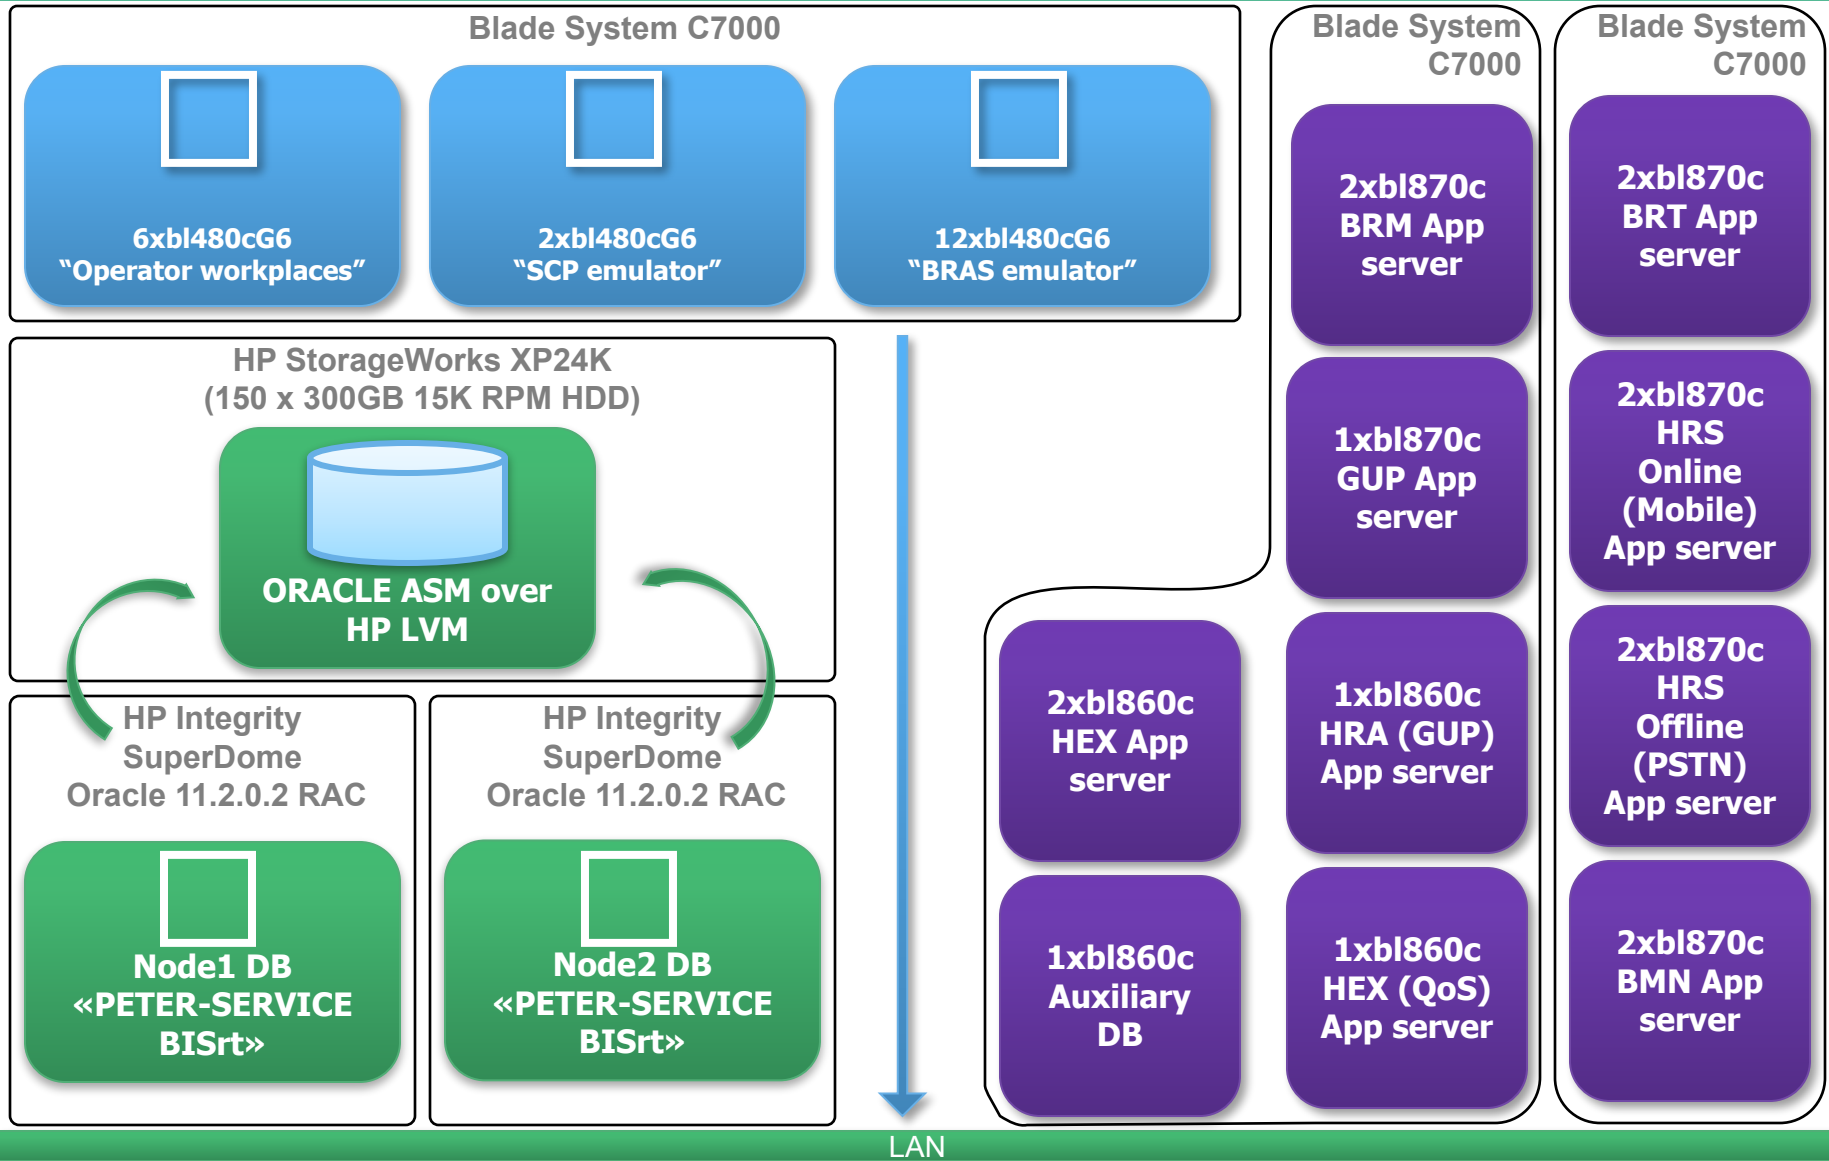 Blade System C7000
6xbl480cG6
“Operator workplaces”
2xbl480cG6
“SCP emulator”
12xbl480cG6
“BRAS emulator”
HP StorageWorks XP24K
(150 x 300GB 15K RPM HDD)
ORACLE ASM over
HP LVM
HP Integrity
SuperDome
Oracle 11.2.0.2 RAC
Node1 DB
«PETER-SERVICE
BISrt»
HP Integrity
SuperDome
Oracle 11.2.0.2 RAC
Node2 DB
«PETER-SERVICE
BISrt»
Blade System
C7000
2xbl870c
BRM App
server
1xbl870c
GUP App
server
2xbl860c
HEX App
server
1xbl860c
HRA (GUP)
App server
1xbl860c
Auxiliary
DB
1xbl860c
HEX (QoS)
App server
Blade System
C7000
2xbl870c
BRT App
server
2xbl870c
HRS
Online
(Mobile)
App server
2xbl870c
HRS
Offline
(PSTN)
App server
2xbl870c
BMN App
server
LAN